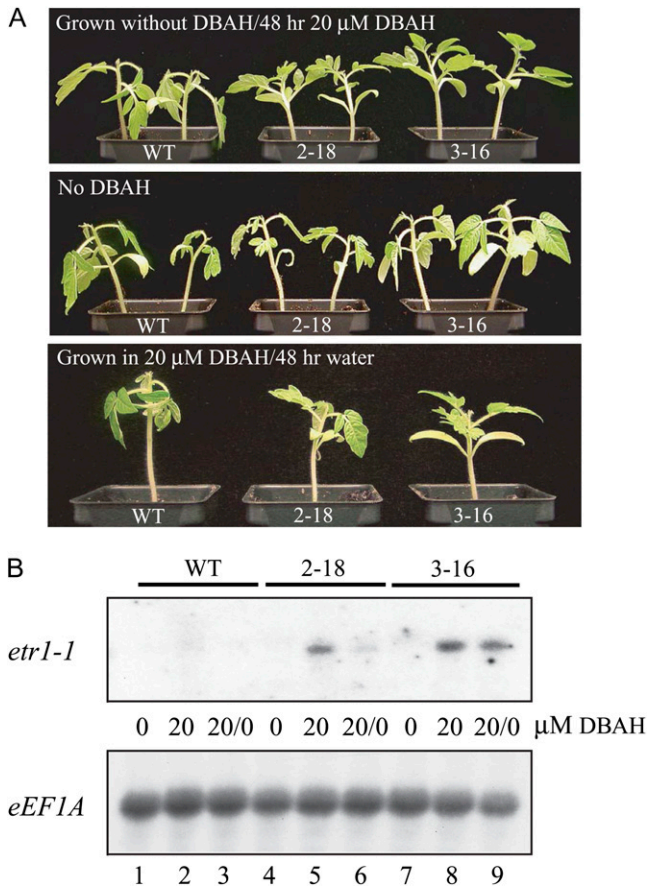 A
Grown without DBAH/48 hr 20 µM DBAH
WT 2-18 3-16
No DBAH
WT 2-18 3-16
Grown in 20 µM DBAH/48 hr water
WT 2-18 3-16
B
WT 2-18 3-16
etr1-1
0 20 20/0 0 20 20/0 0 20 20/0 µM DBAH
eEF1A
1 2 3 4 5 6 7 8 9